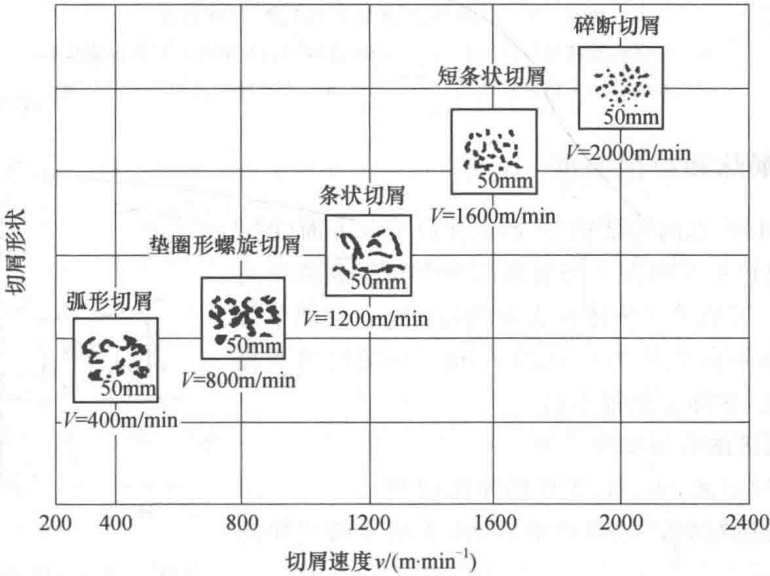 碎断切屑
50mm
V=2000m/min
短条状切屑
50mm
V=1600m/min
条状切屑
50mm
V=1200m/min
垫圈形螺旋切屑
50mm
V=800m/min
弧形切屑
50mm
V=400m/min
切屑形状
200 400 800 1200 1600 2000 2400
切屑速度v/(m·min⁻¹)